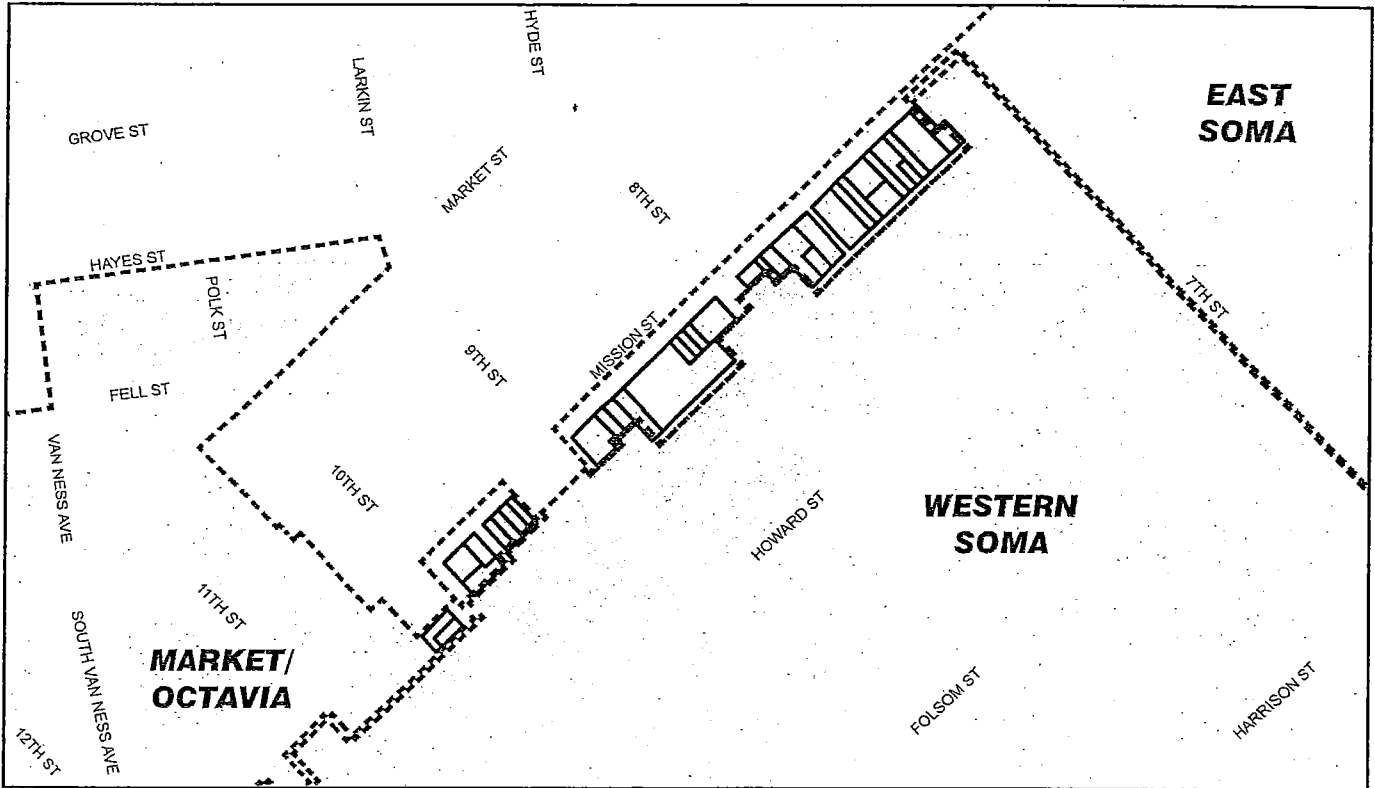 HYDE ST
LARKIN ST
GROVE ST
EAST
SOMA
MARKET ST
8TH ST
HAYES ST
POLK ST
7TH ST
MISSION ST
9TH ST
FELL ST
VAN NESS AVE
10TH ST
HOWARD ST
WESTERN
SOMA
11TH ST
SOUTH VAN NESS AVE
MARKET/
OCTAVIA
FOLSOM ST
HARRISON ST
12TH ST